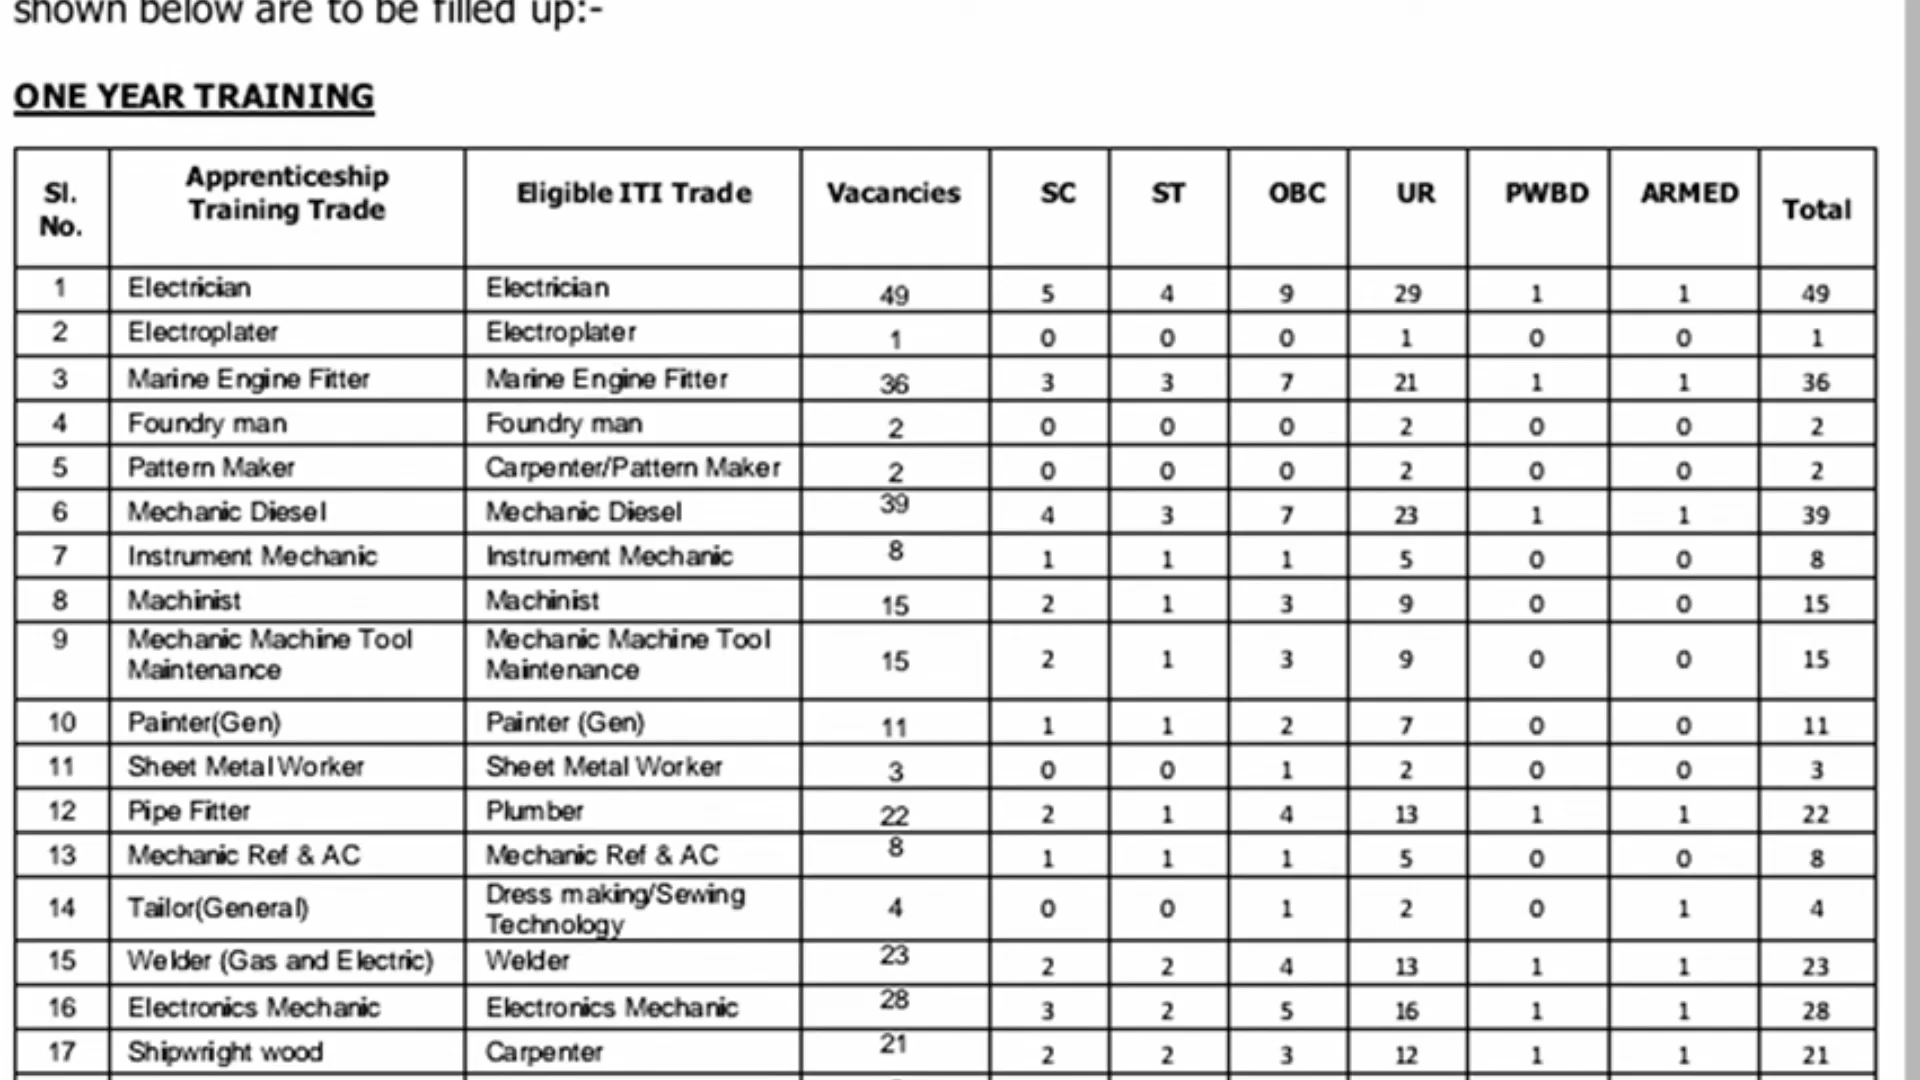 shown below are to be filled up:-
ONE YEAR TRAINING
Sl. No. Apprenticeship Training Trade Eligible ITI Trade Vacancies SC ST OBC UR PWBD ARMED Total
1 Electrician Electrician 49 5 4 9 29 1 1 49
2 Electroplater Electroplater 1 0 0 0 1 0 0 1
3 Marine Engine Fitter Marine Engine Fitter 36 3 3 7 21 1 1 36
4 Foundry man Foundry man 2 0 0 0 2 0 0 2
5 Pattern Maker Carpenter/Pattern Maker 2 0 0 0 2 0 0 2
6 Mechanic Diesel Mechanic Diesel 39 4 3 7 23 1 1 39
7 Instrument Mechanic Instrument Mechanic 8 1 1 1 5 0 0 8
8 Machinist Machinist 15 2 1 3 9 0 0 15
9 Mechanic Machine Tool Maintenance Mechanic Machine Tool Maintenance 15 2 1 3 9 0 0 15
10 Painter(Gen) Painter (Gen) 11 1 1 2 7 0 0 11
11 Sheet Metal Worker Sheet Metal Worker 3 0 0 1 2 0 0 3
12 Pipe Fitter Plumber 22 2 1 4 13 1 1 22
13 Mechanic Ref & AC Mechanic Ref & AC 8 1 1 1 5 0 0 8
14 Tailor(General) Dress making/Sewing Technology 4 0 0 1 2 0 1 4
15 Welder (Gas and Electric) Welder 23 2 2 4 13 1 1 23
16 Electronics Mechanic Electronics Mechanic 28 3 2 5 16 1 1 28
17 Shipwright wood Carpenter 21 2 2 3 12 1 1 21